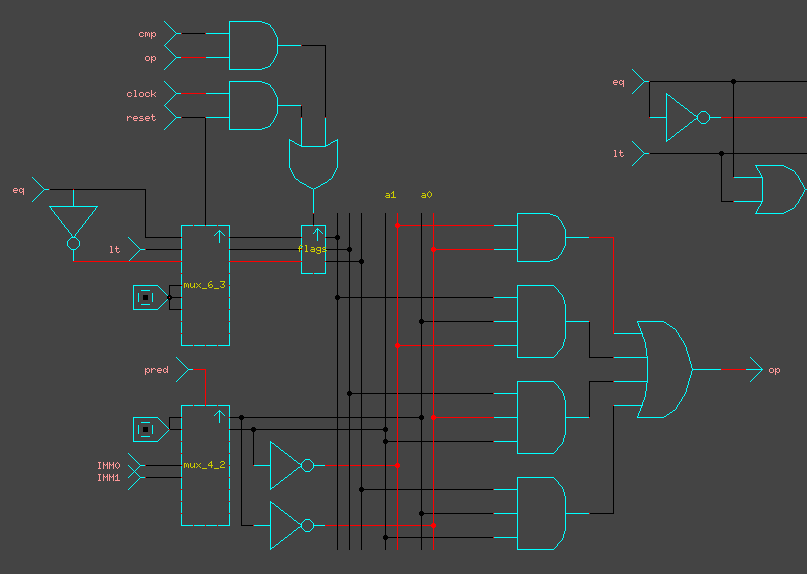 cmp
op
clock
reset
eq
lt
eq
lt
a1 a0
flags
mux_6_3
pred
op
IMM0
IMM1
mux_4_2